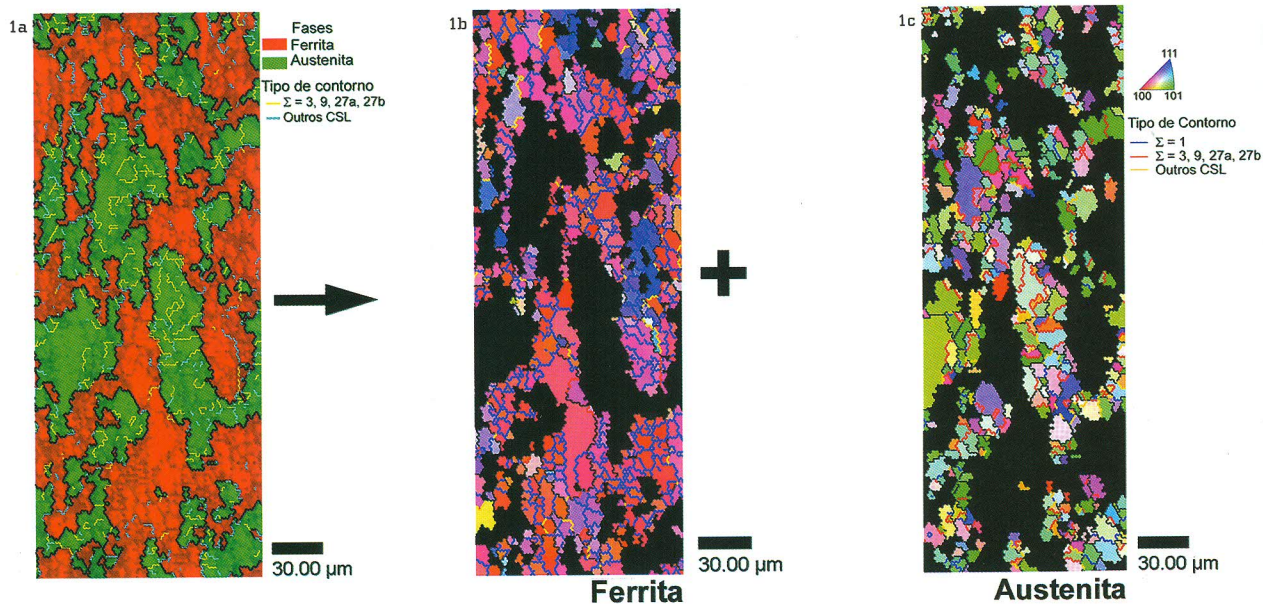 1a
Fases
Ferrita
Austenita
Tipo de contorno
Σ = 3, 9, 27a, 27b
Outros CSL
30.00 µm
1b
30.00 µm
Ferrita
1c
111
100 101
Tipo de Contorno
Σ = 1
Σ = 3, 9, 27a, 27b
Outros CSL
30.00 µm
Austenita